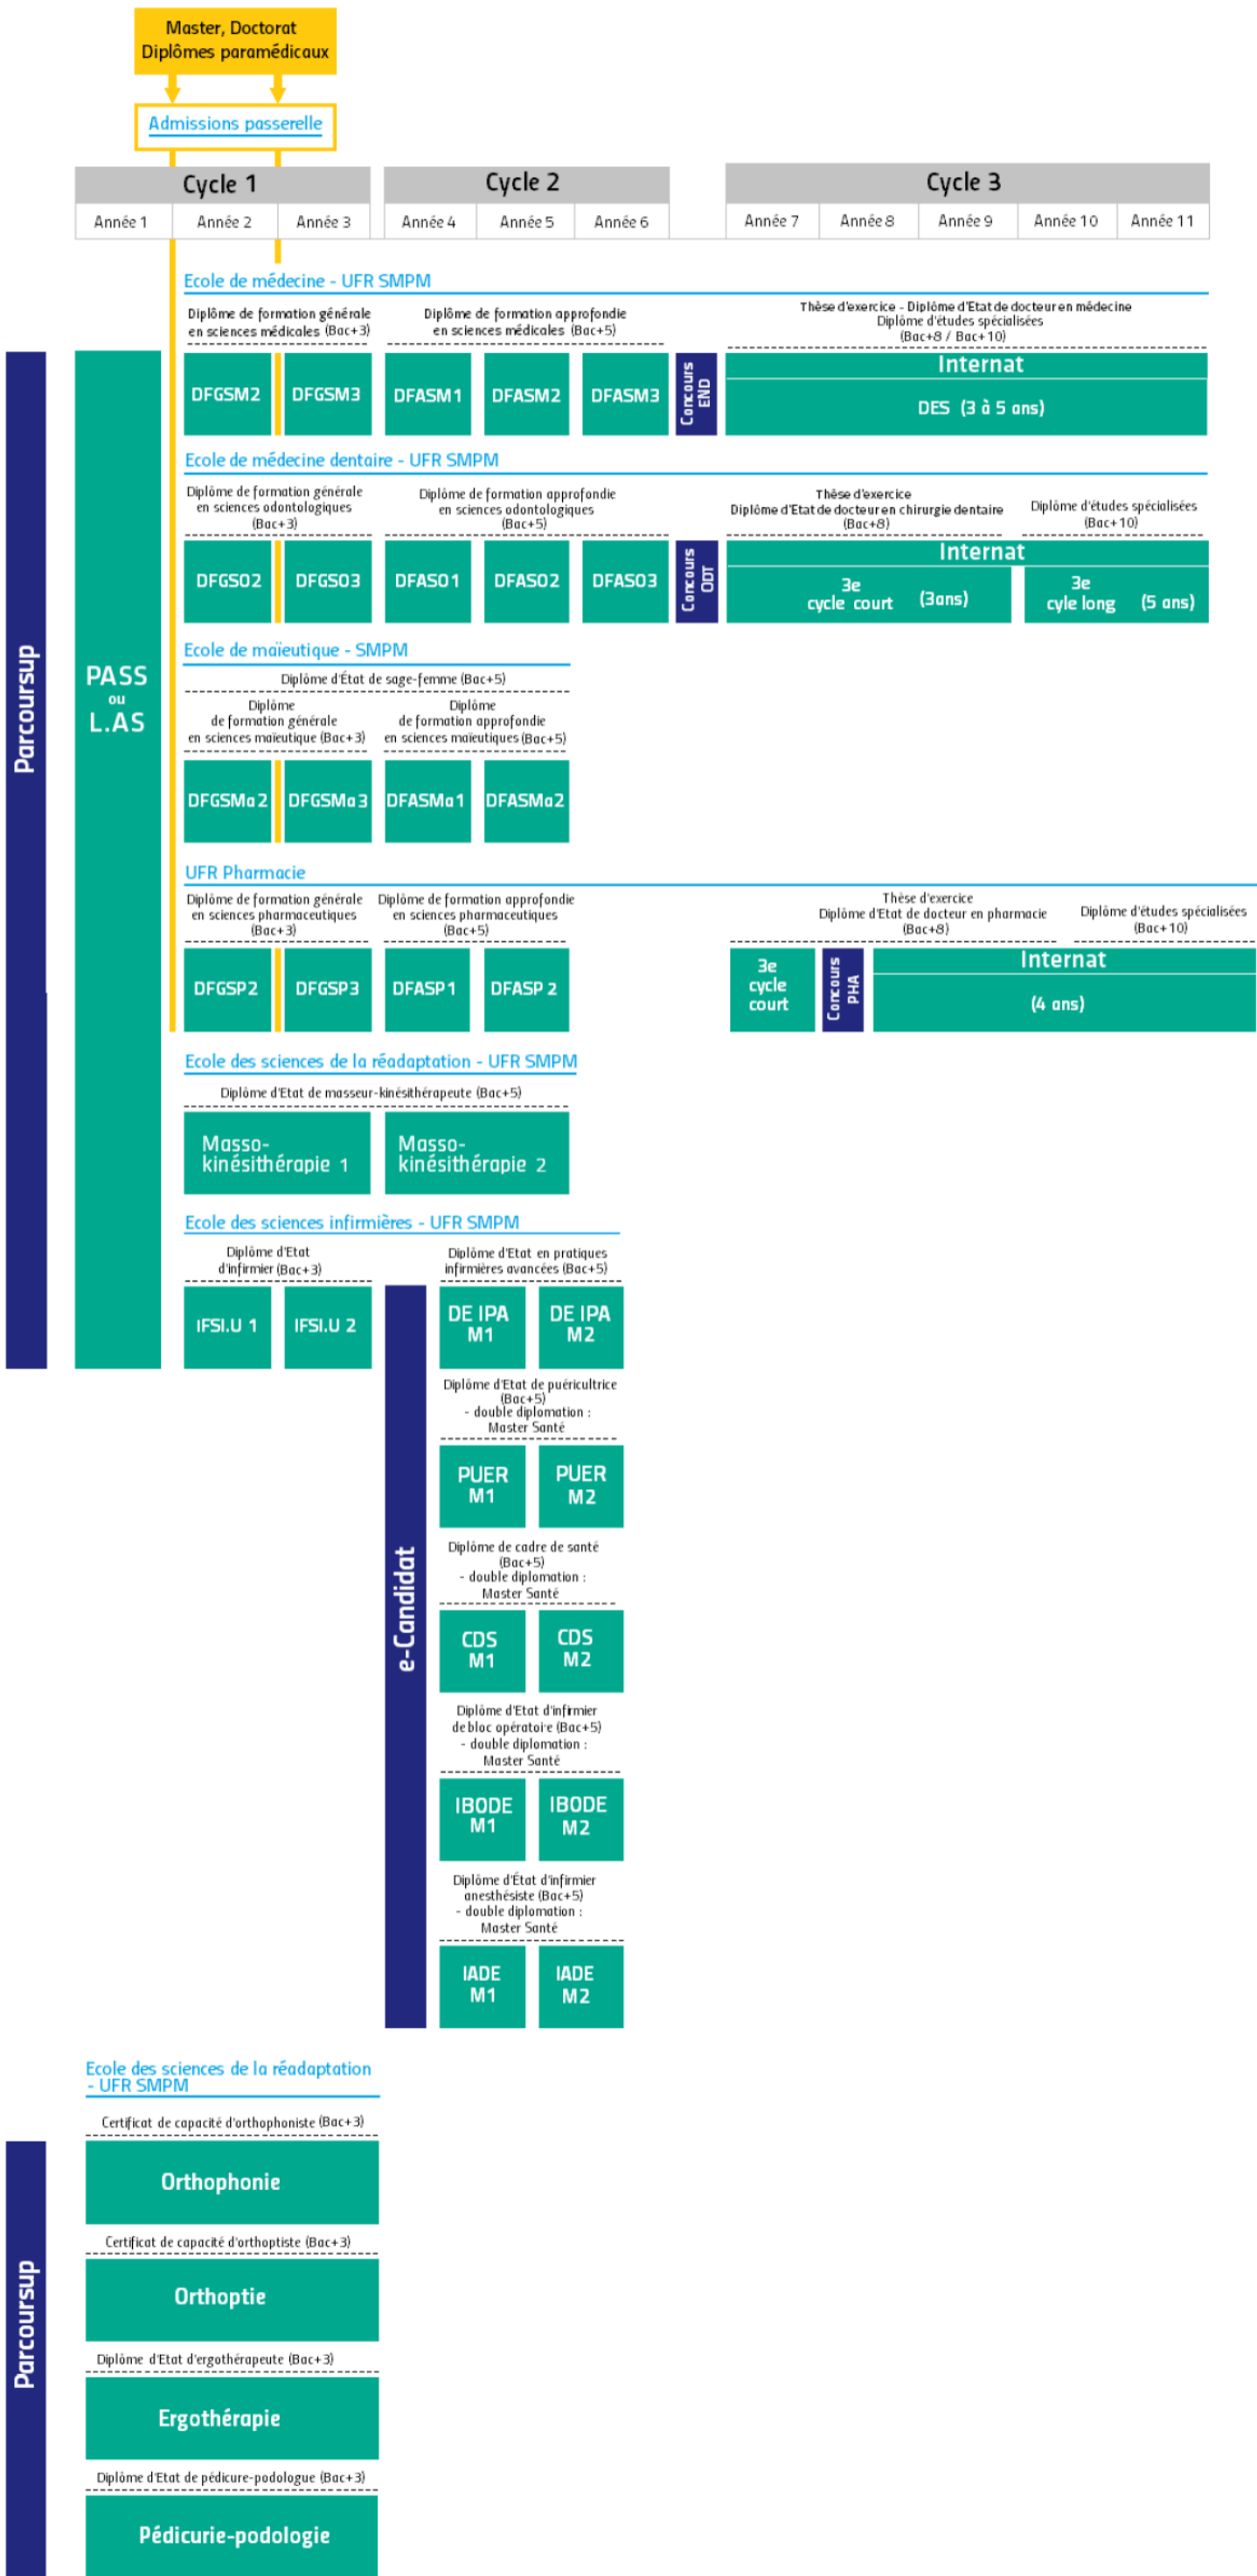 Master, Doctorat
Diplômes paramédicaux
Admissions passerelle
Cycle 1
Cycle 2
Cycle 3
Année 1
Année 2
Année 3
Année 4
Année 5
Année 6
Année 7
Année 8
Année 9
Année 10
Année 11
Parcoursup
PASS
ou
L.AS
Ecole de médecine - UFR SMPM
Diplôme de formation générale
en sciences médicales (Bac+3)
Diplôme de formation approfondie
en sciences médicales (Bac+5)
Thèse d'exercice - Diplôme d'Etat de docteur en médecine
Diplôme d'études spécialisées
(Bac+8 / Bac+10)
DFGSM2
DFGSM3
DFASM1
DFASM2
DFASM3
Concours
END
Internat
DES (3 à 5 ans)
Ecole de médecine dentaire - UFR SMPM
Diplôme de formation générale
en sciences odontologiques
(Bac+3)
Diplôme de formation approfondie
en sciences odontologiques
(Bac+5)
Thèse d'exercice
Diplôme d'Etat de docteur en chirurgie dentaire
(Bac+8)
Diplôme d'études spécialisées
(Bac+10)
DFGSO2
DFGSO3
DFASO1
DFASO2
DFASO3
Concours
ODT
Internat
3e
cycle court (3ans)
3e
cyle long (5 ans)
Ecole de maïeutique - SMPM
Diplôme d'État de sage-femme (Bac+5)
Diplôme
de formation générale
en sciences maïeutique (Bac+3)
Diplôme
de formation approfondie
en sciences maïeutiques (Bac+5)
DFGSMa2
DFGSMa3
DFASMa1
DFASMa2
UFR Pharmacie
Diplôme de formation générale
en sciences pharmaceutiques
(Bac+3)
Diplôme de formation approfondie
en sciences pharmaceutiques
(Bac+5)
Thèse d'exercice
Diplôme d'Etat de docteur en pharmacie
(Bac+8)
Diplôme d'études spécialisées
(Bac+10)
DFGSP2
DFGSP3
DFASP1
DFASP 2
3e
cycle
court
Concours
PHA
Internat
(4 ans)
Ecole des sciences de la réadaptation - UFR SMPM
Diplôme d'Etat de masseur-kinésithérapeute (Bac+5)
Masso-
kinésithérapie 1
Masso-
kinésithérapie 2
Ecole des sciences infirmières - UFR SMPM
Diplôme d'Etat
d'infirmier (Bac+3)
Diplôme d'Etat en pratiques
infirmières avancées (Bac+5)
IFSI.U 1
IFSI.U 2
e-Candidat
DE IPA
M1
DE IPA
M2
Diplôme d'Etat de puéricultrice
(Bac+5)
- double diplomation :
Master Santé
PUER
M1
PUER
M2
Diplôme de cadre de santé
(Bac+5)
- double diplomation :
Master Santé
CDS
M1
CDS
M2
Diplôme d'Etat d'infirmier
de bloc opératoire (Bac+5)
- double diplomation :
Master Santé
IBODE
M1
IBODE
M2
Diplôme d'État d'infirmier
anesthésiste (Bac+5)
- double diplomation :
Master Santé
IADE
M1
IADE
M2
Ecole des sciences de la réadaptation
- UFR SMPM
Parcoursup
Certificat de capacité d'orthophoniste (Bac+3)
Orthophonie
Certificat de capacité d'orthoptiste (Bac+3)
Orthoptie
Diplôme d'Etat d'ergothérapeute (Bac+3)
Ergothérapie
Diplôme d'Etat de pédicure-podologue (Bac+3)
Pédicurie-podologie